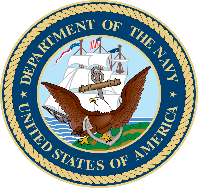 DEPARTMENT OF THE NAVY
UNITED STATES OF AMERICA